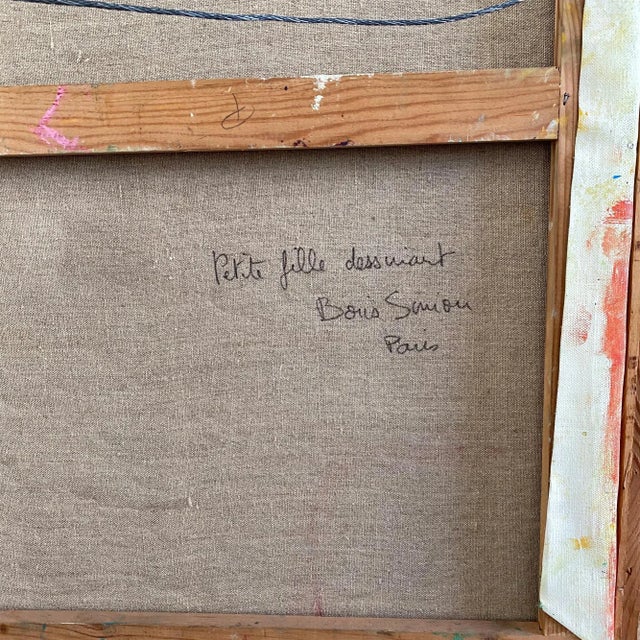 Petite fille dessinant
Boris Simon
Paris